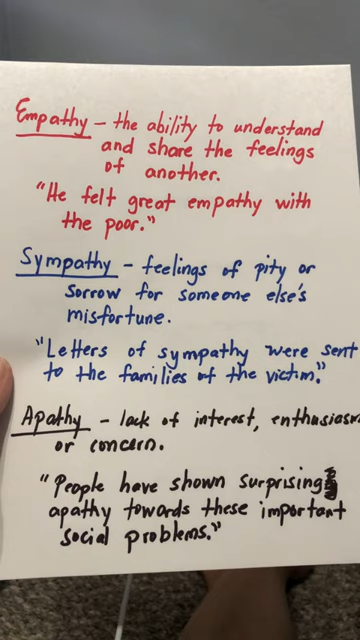 Empathy – the ability to understand
and share the feelings
of another.
"He felt great empathy with
the poor."
Sympathy – feelings of pity or
sorrow for someone else's
misfortune.
"Letters of sympathy were sent
to the families of the victim."
Apathy – lack of interest, enthusiasm
or concern.
"People have shown surprising
apathy towards these important
social problems."